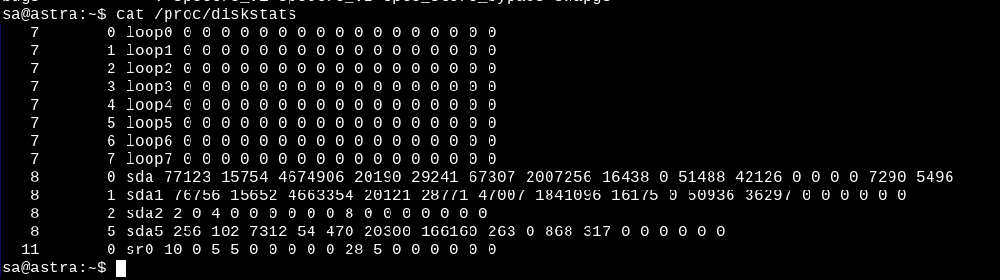 sa@astra:~$ cat /proc/diskstats
7 0 loop0 0 0 0 0 0 0 0 0 0 0 0 0 0 0 0 0 0
7 1 loop1 0 0 0 0 0 0 0 0 0 0 0 0 0 0 0 0 0
7 2 loop2 0 0 0 0 0 0 0 0 0 0 0 0 0 0 0 0 0
7 3 loop3 0 0 0 0 0 0 0 0 0 0 0 0 0 0 0 0 0
7 4 loop4 0 0 0 0 0 0 0 0 0 0 0 0 0 0 0 0 0
7 5 loop5 0 0 0 0 0 0 0 0 0 0 0 0 0 0 0 0 0
7 6 loop6 0 0 0 0 0 0 0 0 0 0 0 0 0 0 0 0 0
7 7 loop7 0 0 0 0 0 0 0 0 0 0 0 0 0 0 0 0 0
8 0 sda 77123 15754 4674906 20190 29241 67307 2007256 16438 0 51488 42126 0 0 0 0 7290 5496
8 1 sda1 76756 15652 4663354 20121 28771 47007 1841096 16175 0 50936 36297 0 0 0 0 0 0
8 2 sda2 2 0 4 0 0 0 0 0 0 8 0 0 0 0 0 0 0
8 5 sda5 256 102 7312 54 470 20300 166160 263 0 868 317 0 0 0 0 0 0
11 0 sr0 10 0 5 5 0 0 0 0 0 28 5 0 0 0 0 0 0
sa@astra:~$